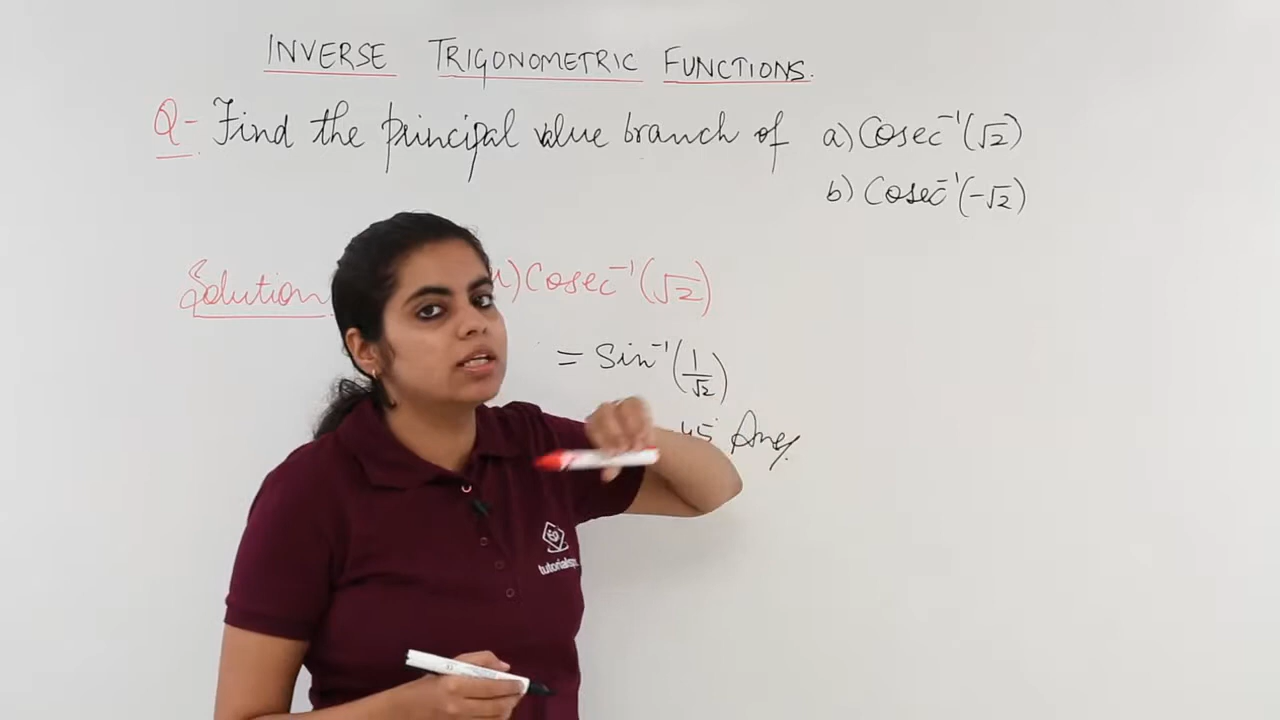 INVERSE TRIGONOMETRIC FUNCTIONS.
Q- Find the principal value branch of a) Cosec⁻¹(√2)
b) Cosec⁻¹(-√2)
Solution ) Cosec⁻¹(√2)
= Sin⁻¹(1/√2)
45° Ans.